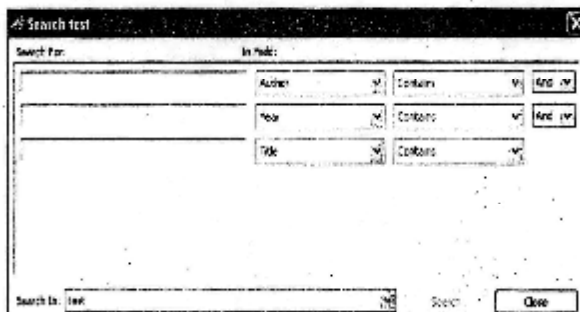 Search test
Search For: In Field:
Author Contains And
Year Contains And
Title Contains
Search In: test Search Close